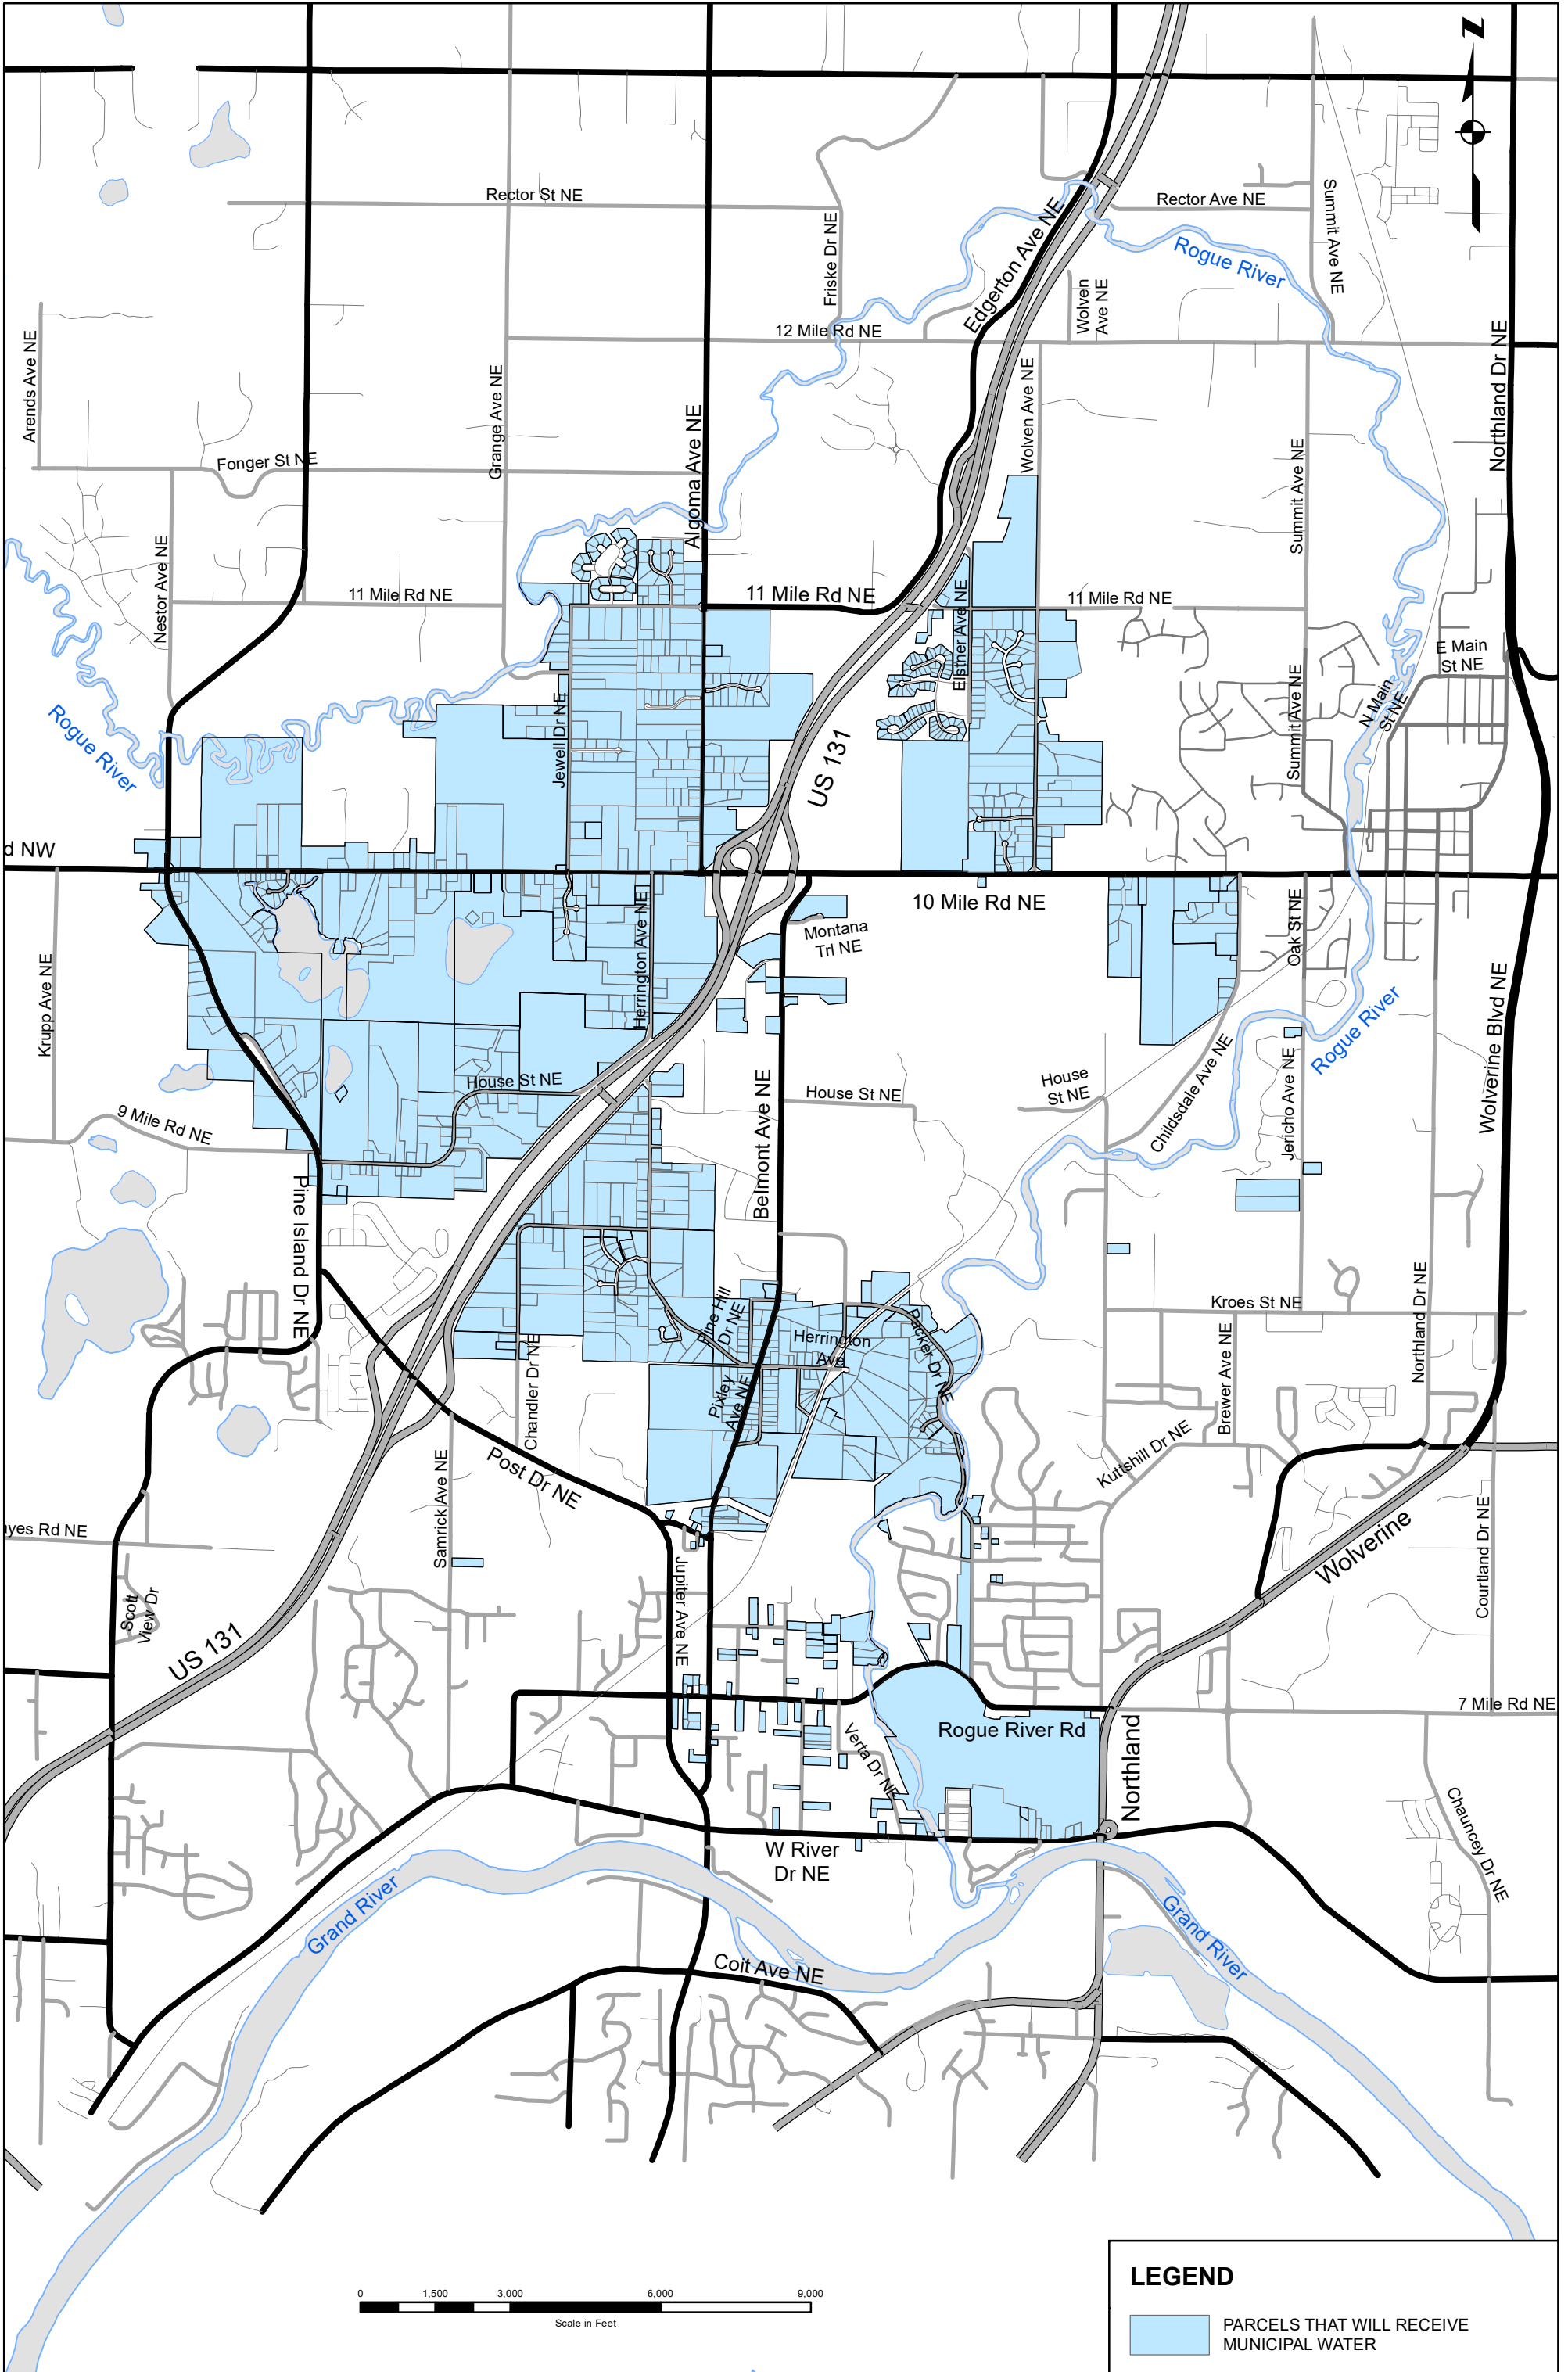 N
Rector St NE
Rector Ave NE
Summit Ave NE
Friske Dr NE
Edgerton Ave NE
Rogue River
Wolven
Ave NE
12 Mile Rd NE
Arends Ave NE
Grange Ave NE
Algoma Ave NE
Wolven Ave NE
Northland Dr NE
Fonger St NE
Summit Ave NE
Nestor Ave NE
11 Mile Rd NE
11 Mile Rd NE
11 Mile Rd NE
Elstner Ave NE
E Main
St NE
N Main
St NE
Summit Ave NE
Rogue River
Jewell Dr NE
US 131
d NW
10 Mile Rd NE
Montana
Trl NE
Herrington Ave NE
Oak St NE
Krupp Ave NE
Rogue River
Wolverine Blvd NE
House St NE
House St NE
House
St NE
Childsdale Ave NE
Jericho Ave NE
9 Mile Rd NE
Belmont Ave NE
Pine Island Dr NE
Pine Hill
Dr NE
Herrington
Ave
Packer Dr NE
Kroes St NE
Northland Dr NE
Brewer Ave NE
Chandler Dr NE
Pixley
Ave NE
Kuttshill Dr NE
Post Dr NE
Samrick Ave NE
yes Rd NE
Wolverine
Courtland Dr NE
Jupiter Ave NE
Scott
View Dr
US 131
7 Mile Rd NE
Rogue River Rd
Northland
Verta Dr NE
Chauncey Dr NE
W River
Dr NE
Grand River
Grand River
Coit Ave NE
0 1,500 3,000 6,000 9,000
Scale in Feet
LEGEND
PARCELS THAT WILL RECEIVE
MUNICIPAL WATER